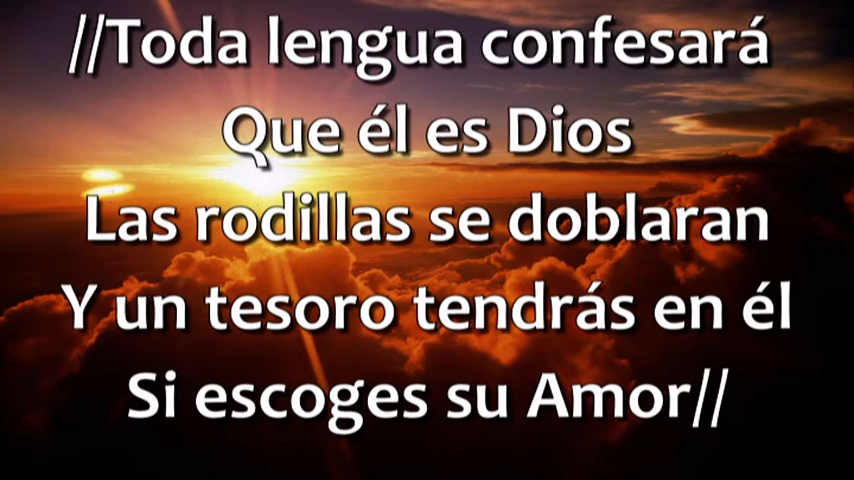 //Toda lengua confesará
Que él es Dios
Las rodillas se doblaran
Y un tesoro tendrás en él
Si escoges su Amor//